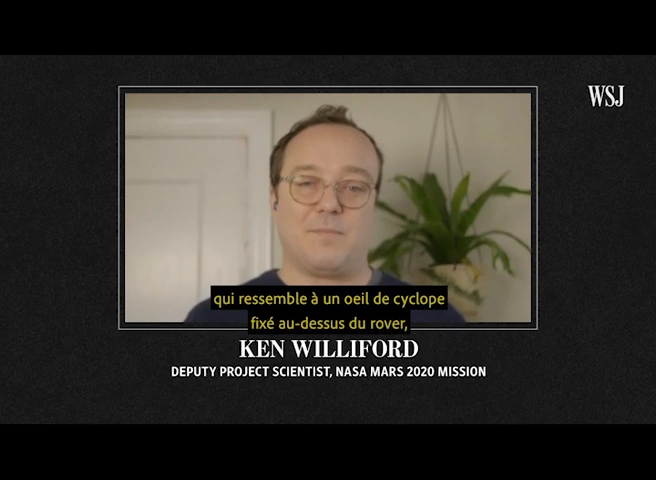 WSJ
qui ressemble à un oeil de cyclope
fixé au-dessus du rover,
KEN WILLIFORD
DEPUTY PROJECT SCIENTIST, NASA MARS 2020 MISSION